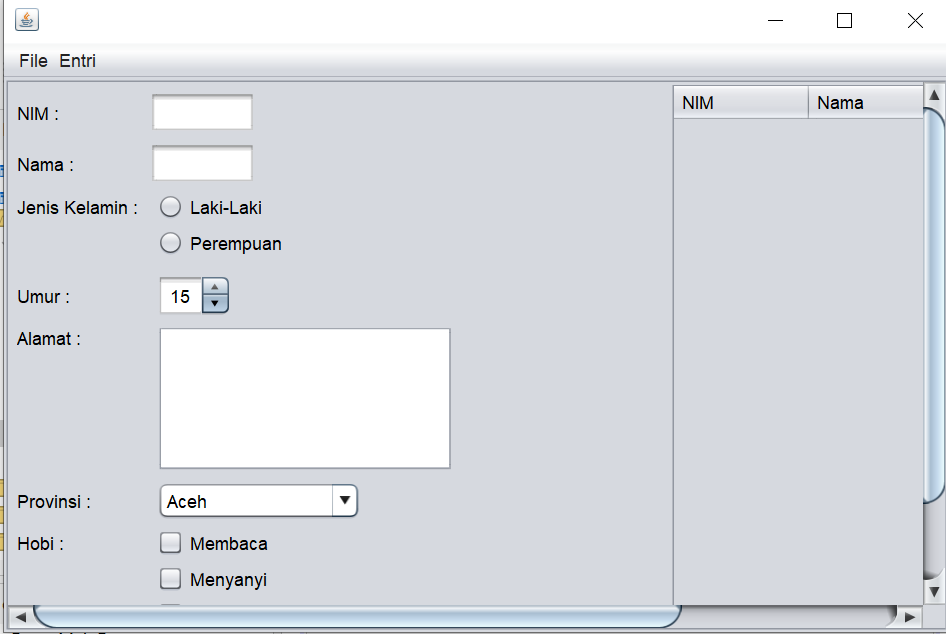 File Entri
NIM :
Nama :
Jenis Kelamin :
Laki-Laki
Perempuan
Umur :
15
Alamat :
Provinsi :
Aceh
Hobi :
Membaca
Menyanyi
NIM Nama